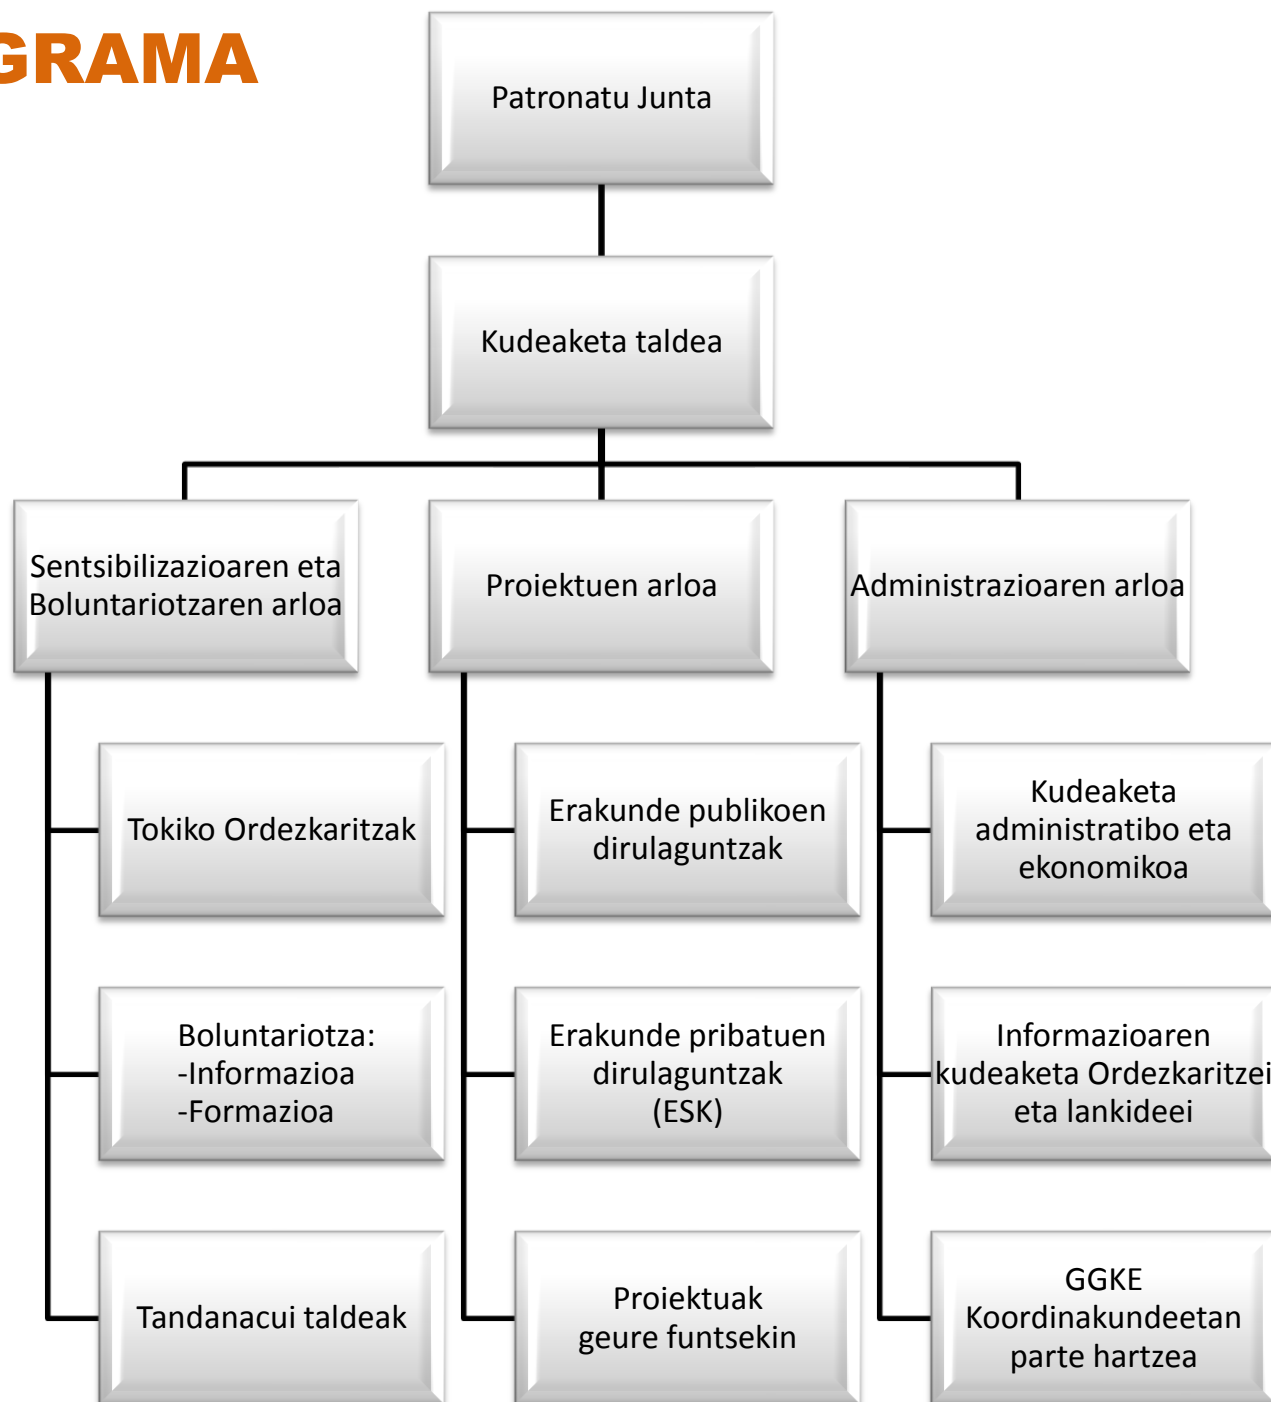 GRAMA
Patronatu Junta
Kudeaketa taldea
Sentsibilizazioaren eta
Boluntariotzaren arloa
Proiektuen arloa
Administrazioaren arloa
Tokiko Ordezkaritzak
Erakunde publikoen
dirulaguntzak
Kudeaketa
administratibo eta
ekonomikoa
Boluntariotza:
-Informazioa
-Formazioa
Erakunde pribatuen
dirulaguntzak
(ESK)
Informazioaren
kudeaketa Ordezkaritzei
eta lankideei
Tandanacui taldeak
Proiektuak
geure funtsekin
GGKE
Koordinakundeetan
parte hartzea